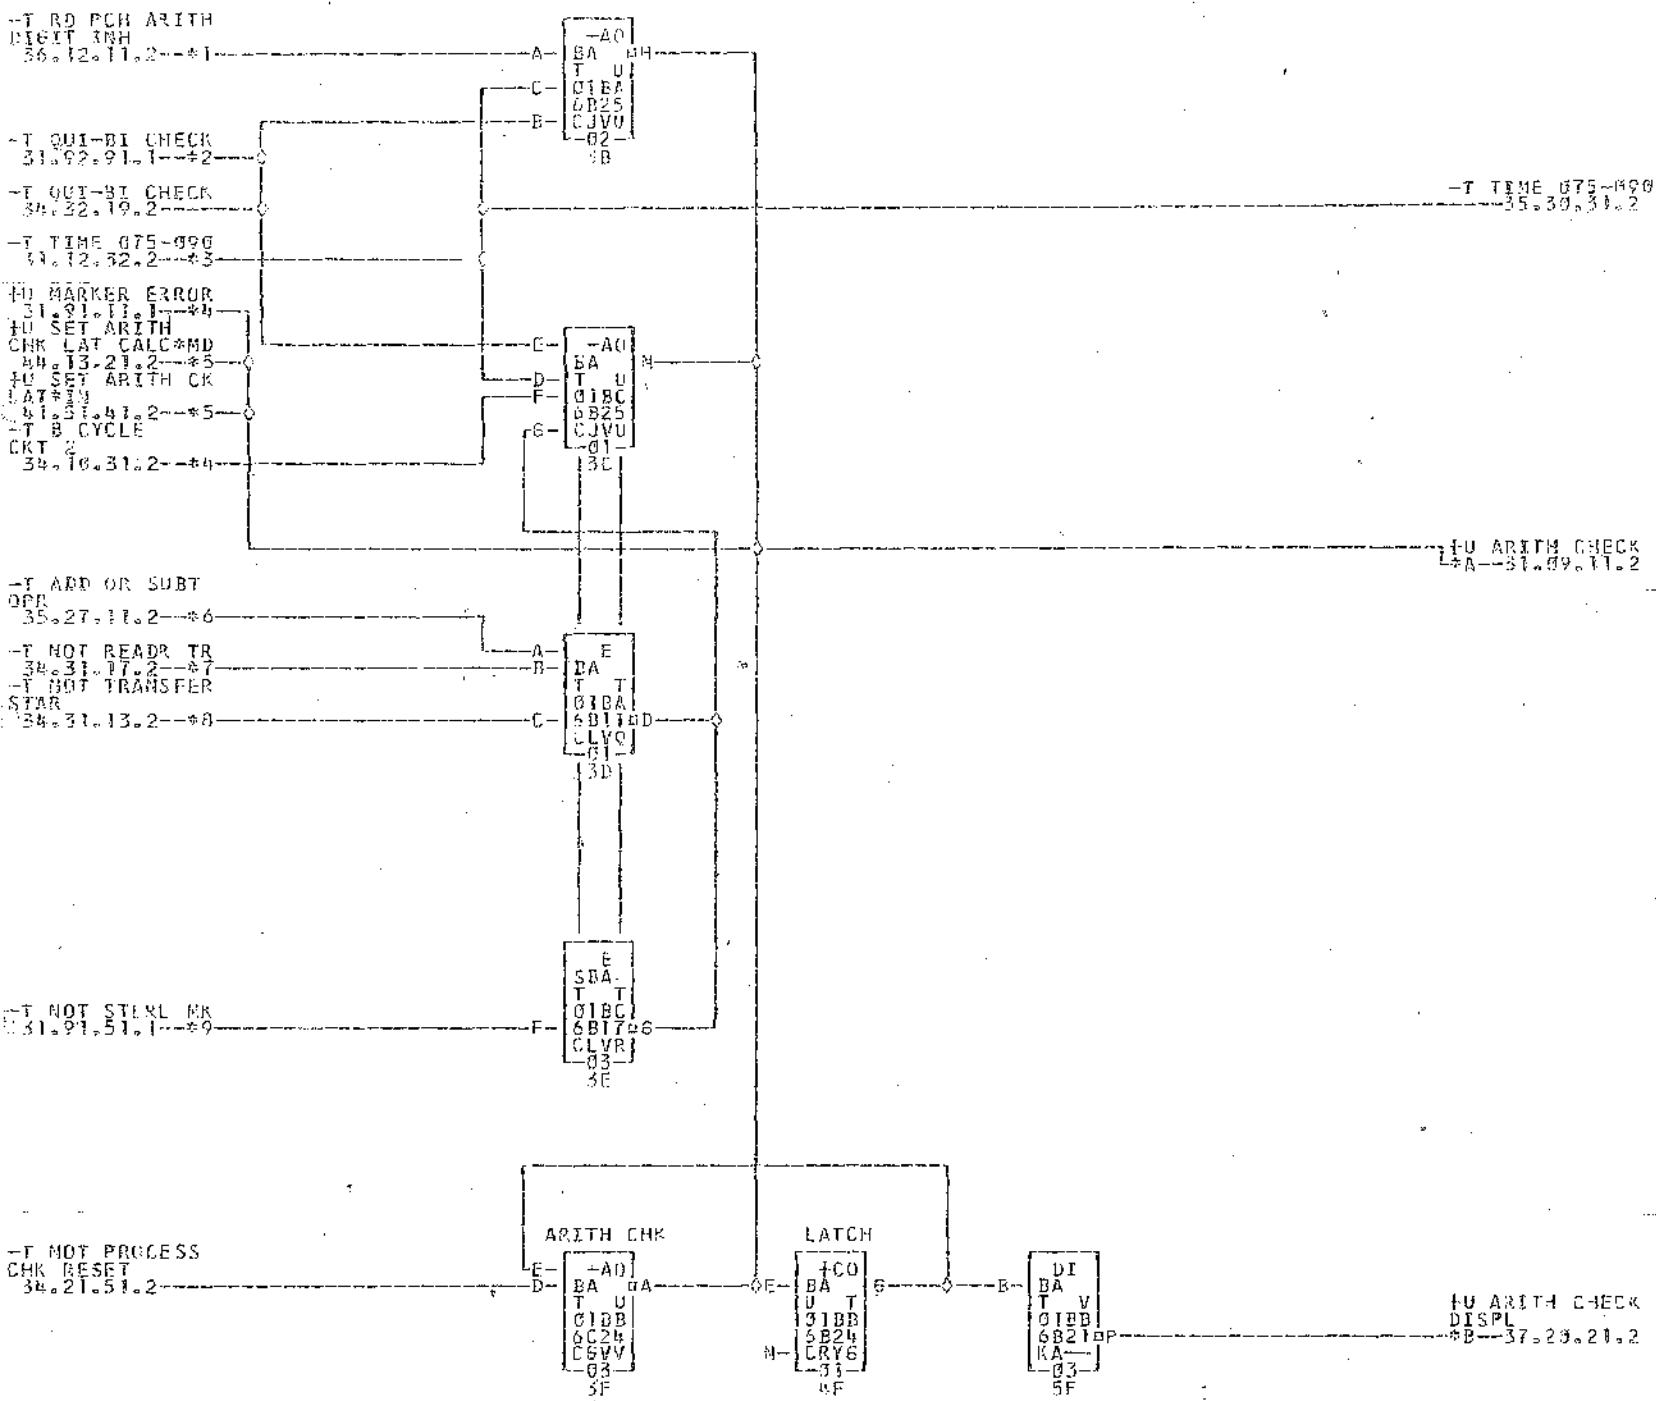 -T RD PCH ARITH
DIGIT INH
36.12.11.2--*1
-T QUI-BI CHECK
31.92.91.1--*2
-T QUI-BI CHECK
34.32.19.2
-T TIME 075-090
31.12.32.2--*3
+U MARKER ERROR
31.91.11.1--*4
+U SET ARITH
CHK LAT CALC*MD
44.13.21.2--*5
+U SET ARITH CK
LAT*IN
41.31.41.2--*5
-T B CYCLE
CKT 2
34.10.31.2--*4
-T ADD OR SUBT
OPR
35.27.11.2--*6
-T NOT READR TR
34.31.17.2--*7
-T NOT TRANSFER
STAR
34.31.13.2--*8
-T NOT STERL MK
31.91.51.1--*9
-T NOT PROCESS
CHK RESET
34.21.51.2
A
C
B
-AO
BA H
T U
01BA
6B25
CJVU
02
E
D
F
G
-AO
BA N
T U
01BC
6B25
CJVU
01
3C
A
B
C
E
BA
T T
01BA
6B17 D
CLVQ
01
3D
F
E
SBA-
T T
01BC
6B17 G
CLVR
03
3E
ARITH CHK
E
D
-AO
BA A
T U
01BB
6C24
CGVV
03
3F
LATCH
E
N
+CO
BA G
U T
01BB
6B24
4F
B
DI
BA
T V
01BB
6B21 P
KA--
03
5F
-T TIME 075-090
35.30.31.2
+U ARITH CHECK
*A--31.09.11.2
+U ARITH CHECK
DISPL
*B--37.20.21.2